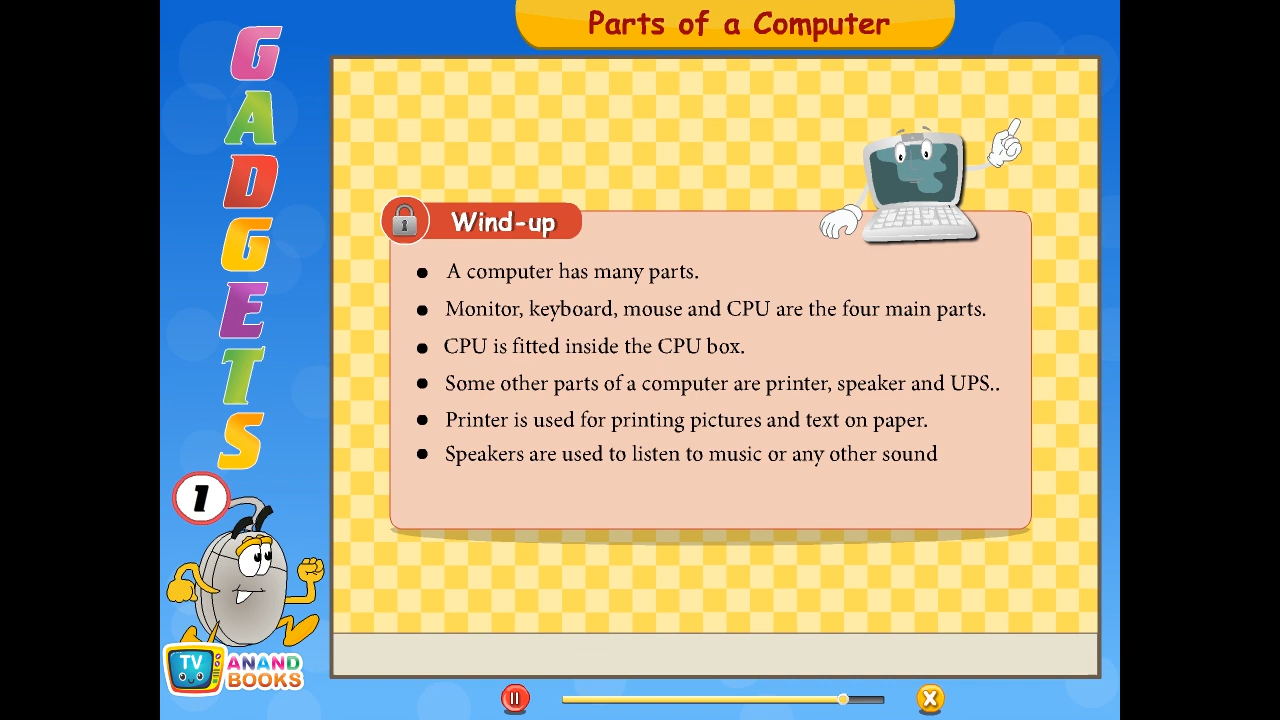 Parts of a Computer
GADGETS
1
Wind-up
● A computer has many parts.
● Monitor, keyboard, mouse and CPU are the four main parts.
● CPU is fitted inside the CPU box.
● Some other parts of a computer are printer, speaker and UPS..
● Printer is used for printing pictures and text on paper.
● Speakers are used to listen to music or any other sound
TV
ANAND
BOOKS
X